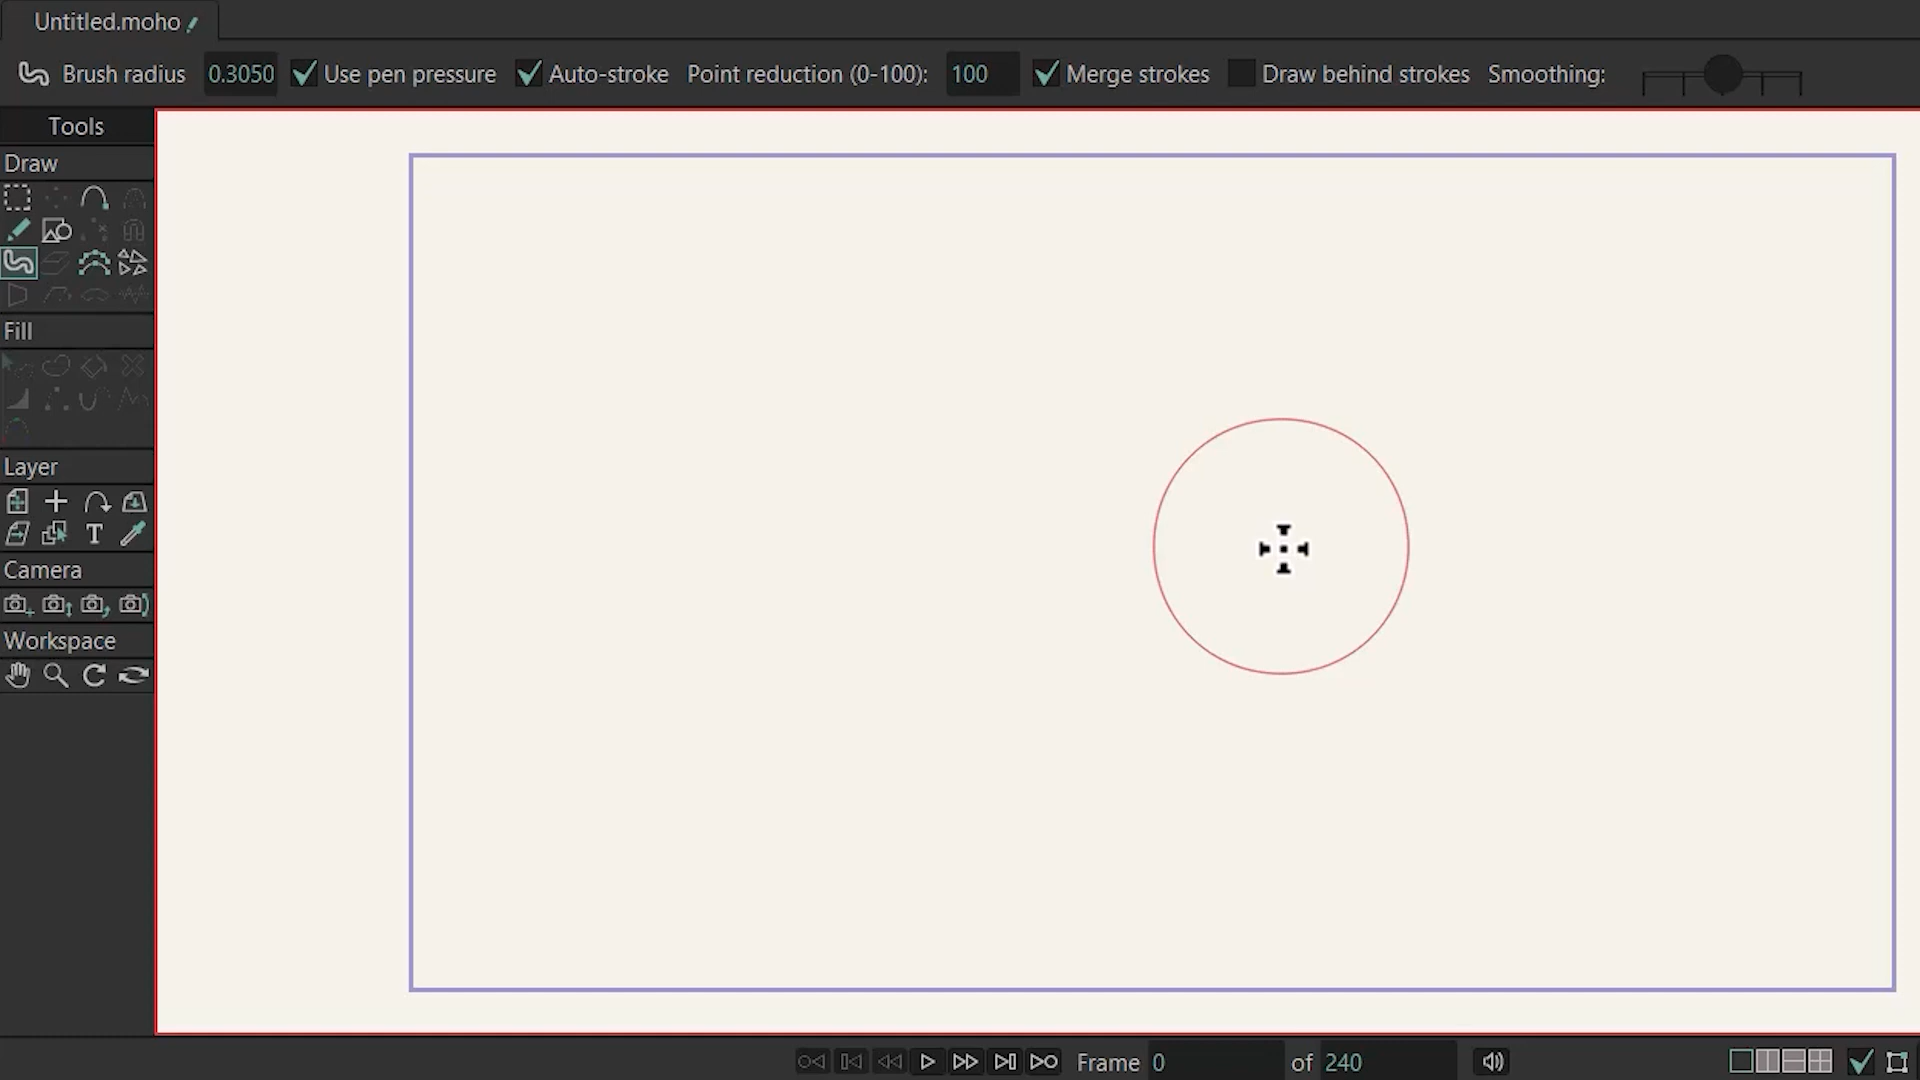 Untitled.moho
Brush radius 0.3050 Use pen pressure Auto-stroke Point reduction (0-100): 100 Merge strokes Draw behind strokes Smoothing:
Tools
Draw
Fill
Layer
T
Camera
Workspace
Frame 0 of 240